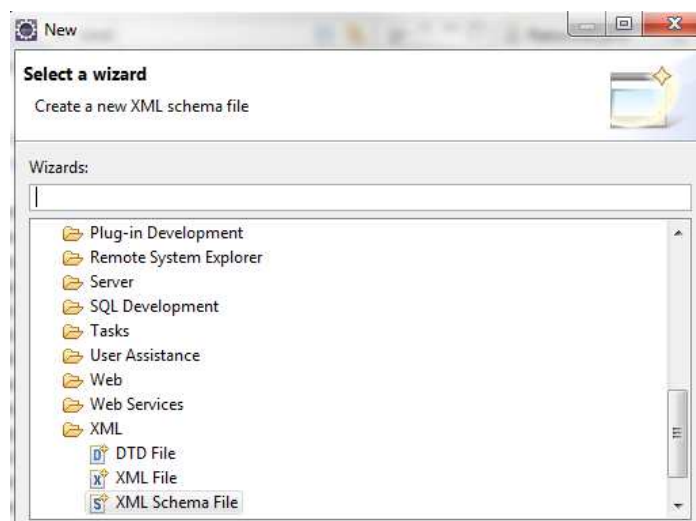 New
Select a wizard
Create a new XML schema file
Wizards:
Plug-in Development
Remote System Explorer
Server
SQL Development
Tasks
User Assistance
Web
Web Services
XML
DTD File
XML File
XML Schema File